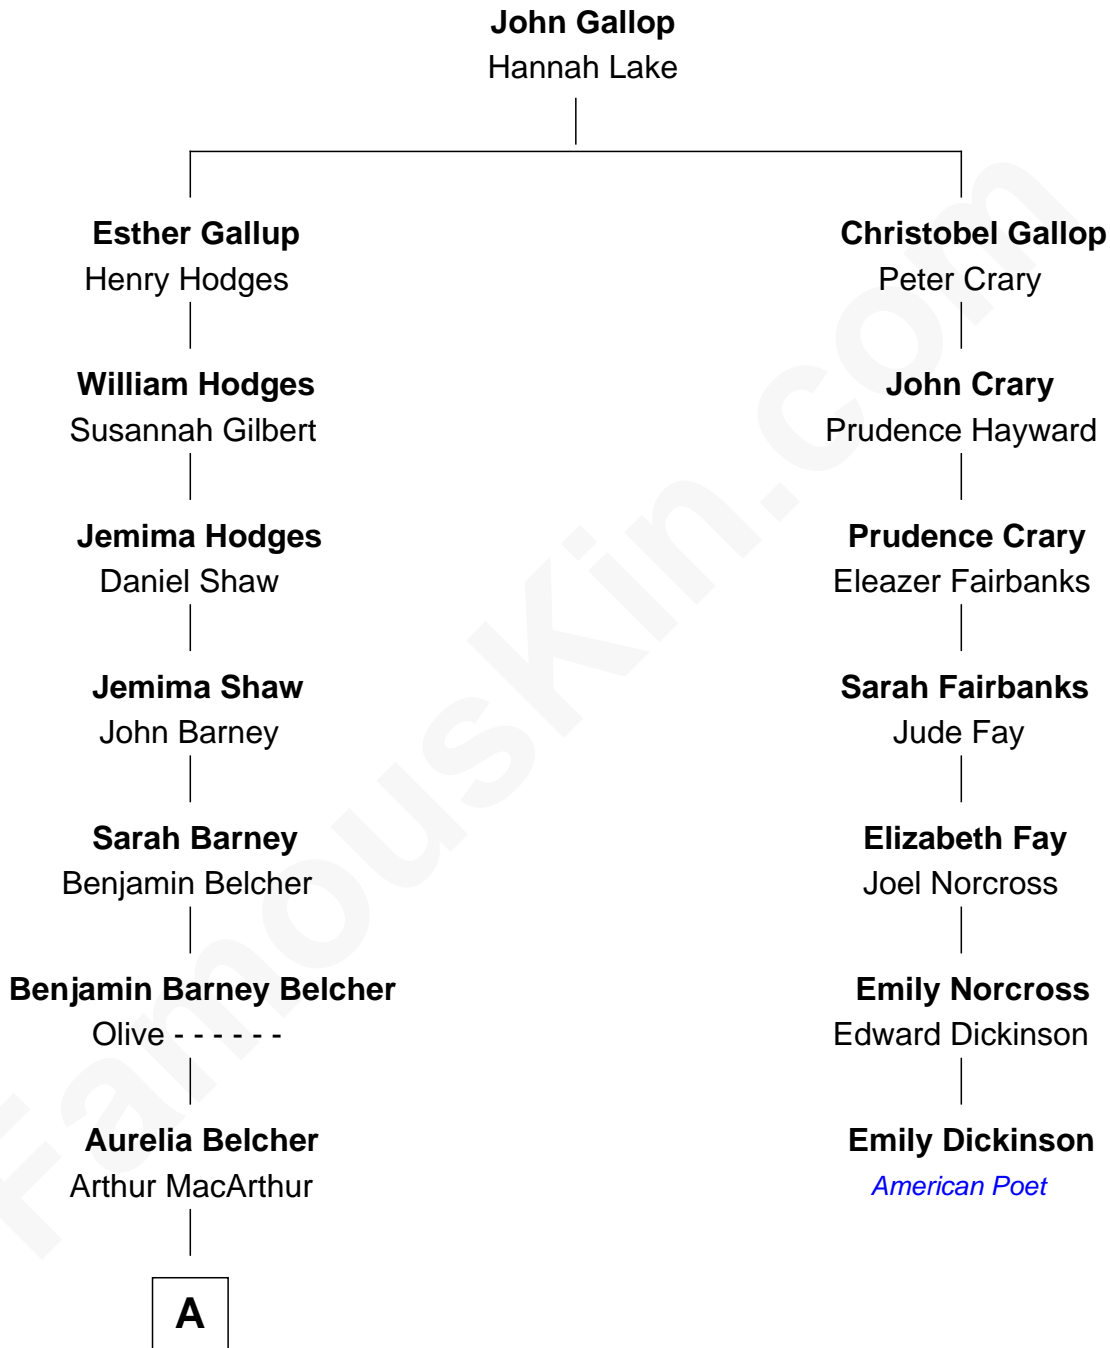 John Gallop
Hannah Lake
Esther Gallup
Henry Hodges
Christobel Gallop
Peter Crary
William Hodges
Susannah Gilbert
John Crary
Prudence Hayward
Jemima Hodges
Daniel Shaw
Prudence Crary
Eleazer Fairbanks
Jemima Shaw
John Barney
Sarah Fairbanks
Jude Fay
Sarah Barney
Benjamin Belcher
Elizabeth Fay
Joel Norcross
Benjamin Barney Belcher
Olive - - - - - -
Emily Norcross
Edward Dickinson
Aurelia Belcher
Arthur MacArthur
Emily Dickinson
American Poet
A
FamousKin.com